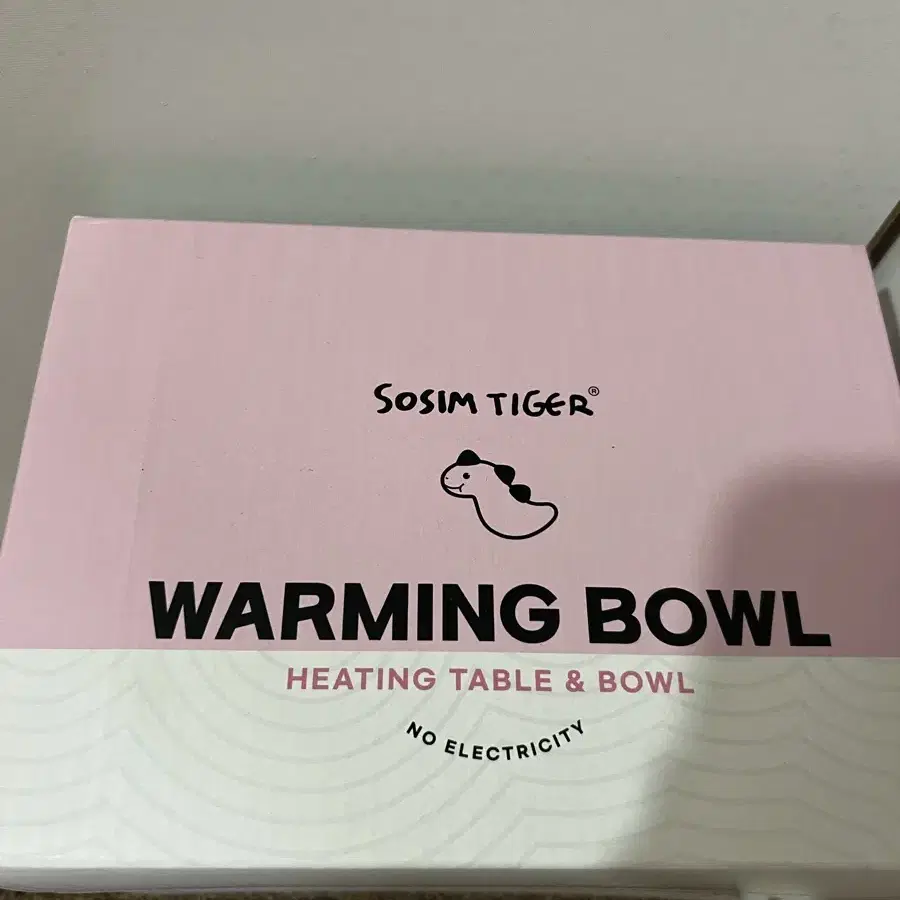 SOSIM TIGER®
WARMING BOWL
HEATING TABLE & BOWL
NO ELECTRICITY